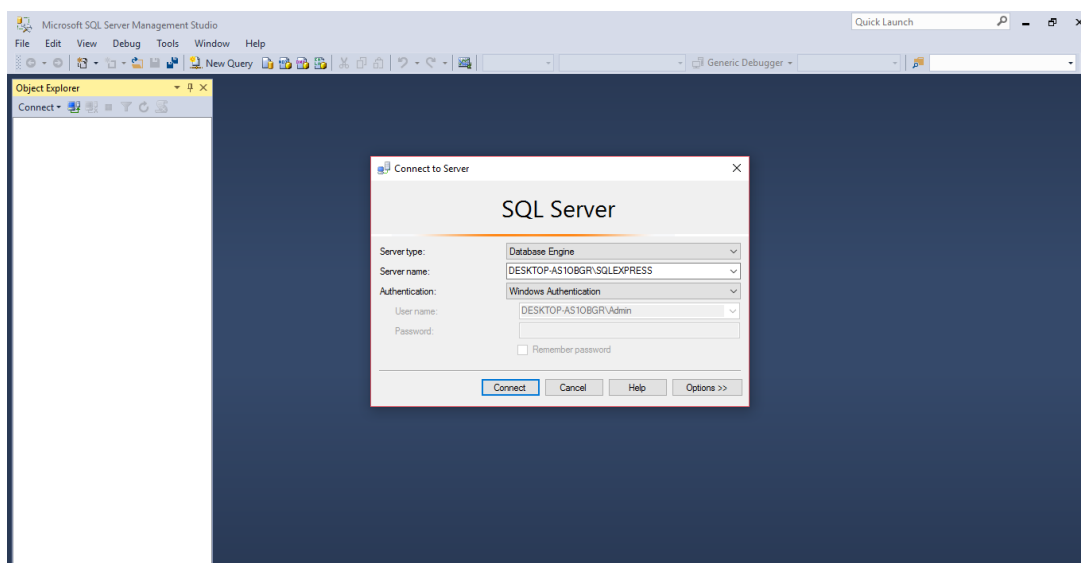 Microsoft SQL Server Management Studio
Quick Launch
File Edit View Debug Tools Window Help
New Query
Generic Debugger
Object Explorer
Connect
Connect to Server
SQL Server
Server type:
Database Engine
Server name:
DESKTOP-AS1OBGR\SQLEXPRESS
Authentication:
Windows Authentication
User name:
DESKTOP-AS1OBGR\Admin
Password:
Remember password
Connect Cancel Help Options >>